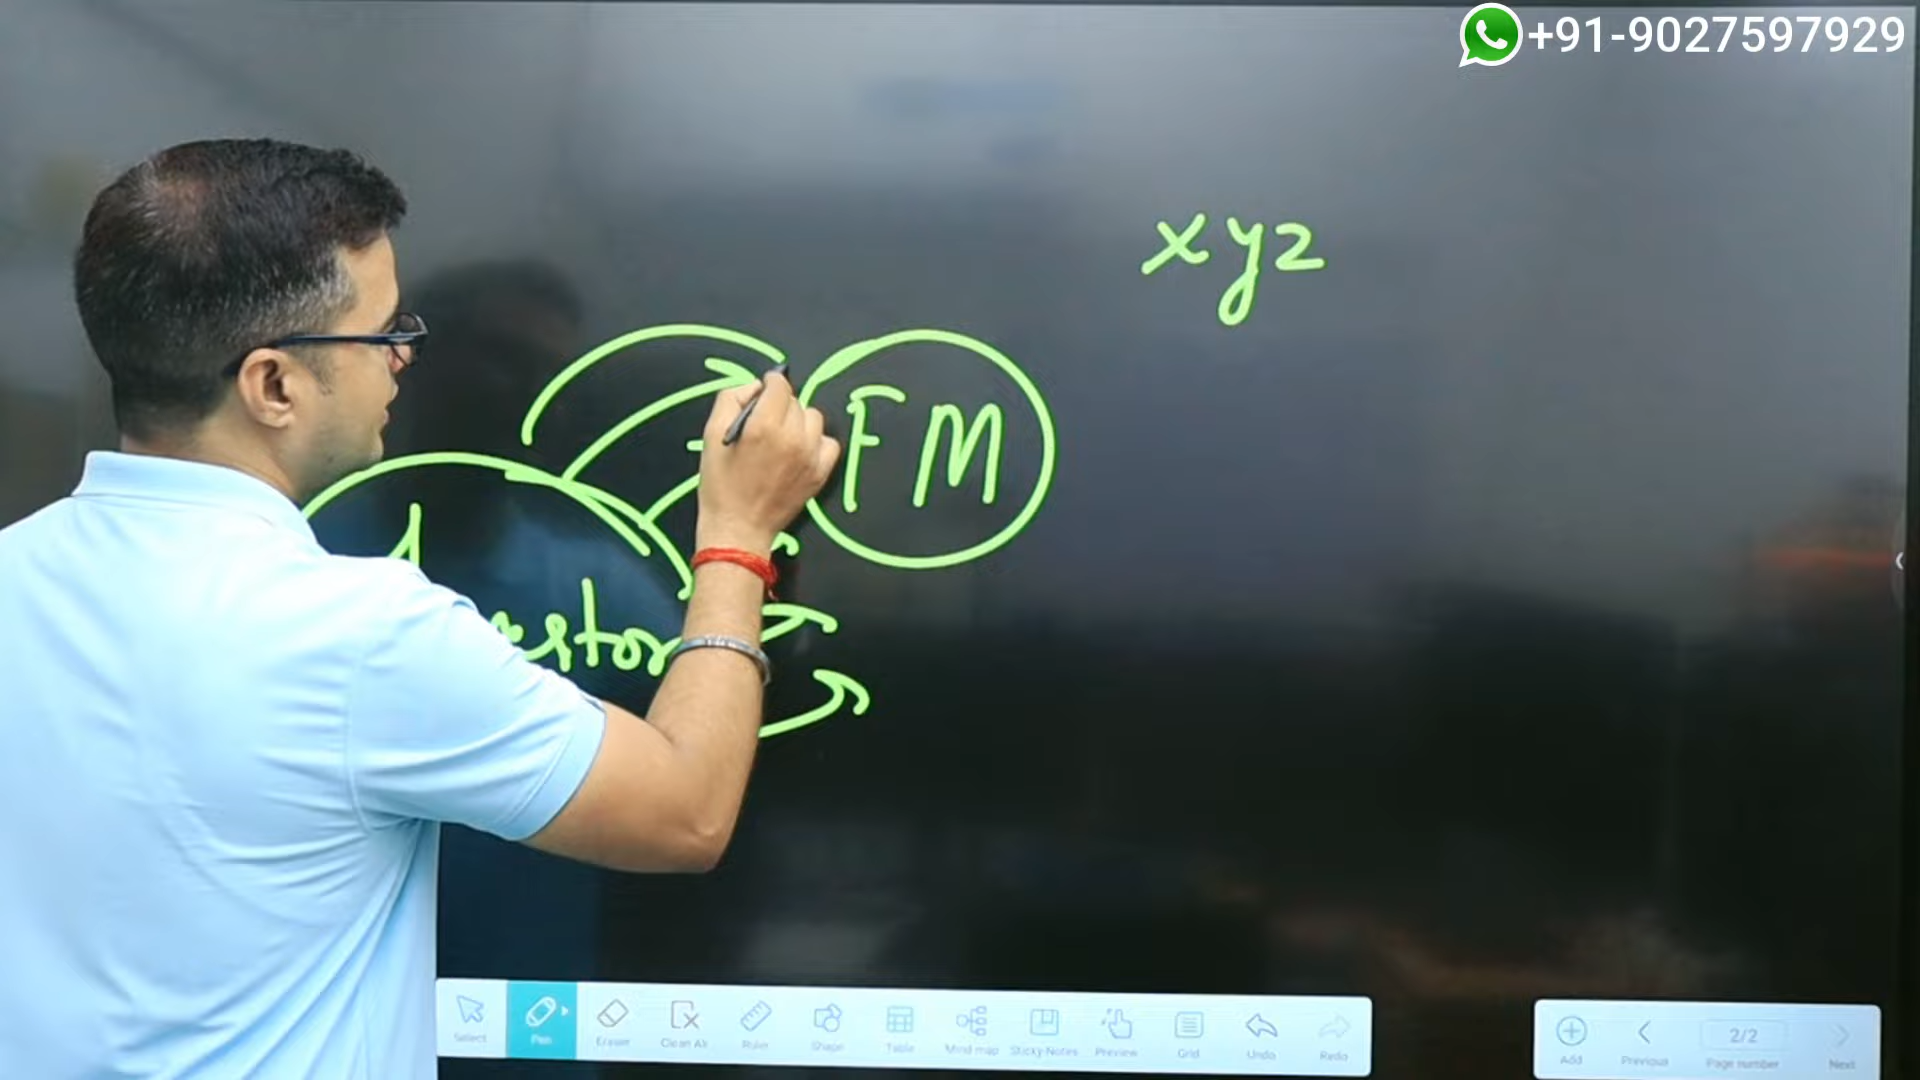 +91-9027597929
xyz
FM
Select
Pen
Eraser
Clean All
Ruler
Shape
Table
Mind map
Sticky Notes
Preview
Grid
Undo
Redo
Add
Previous
2/2
Page number
Next